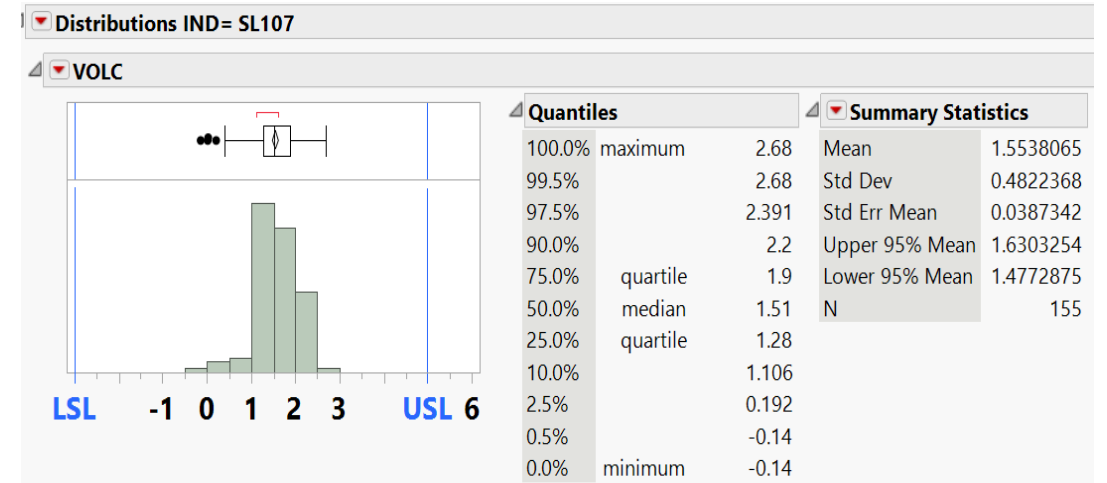 Distributions IND= SL107
VOLC
LSL -1 0 1 2 3 USL 6
Quantiles
100.0% maximum 2.68
99.5% 2.68
97.5% 2.391
90.0% 2.2
75.0% quartile 1.9
50.0% median 1.51
25.0% quartile 1.28
10.0% 1.106
2.5% 0.192
0.5% -0.14
0.0% minimum -0.14
Summary Statistics
Mean 1.5538065
Std Dev 0.4822368
Std Err Mean 0.0387342
Upper 95% Mean 1.6303254
Lower 95% Mean 1.4772875
N 155